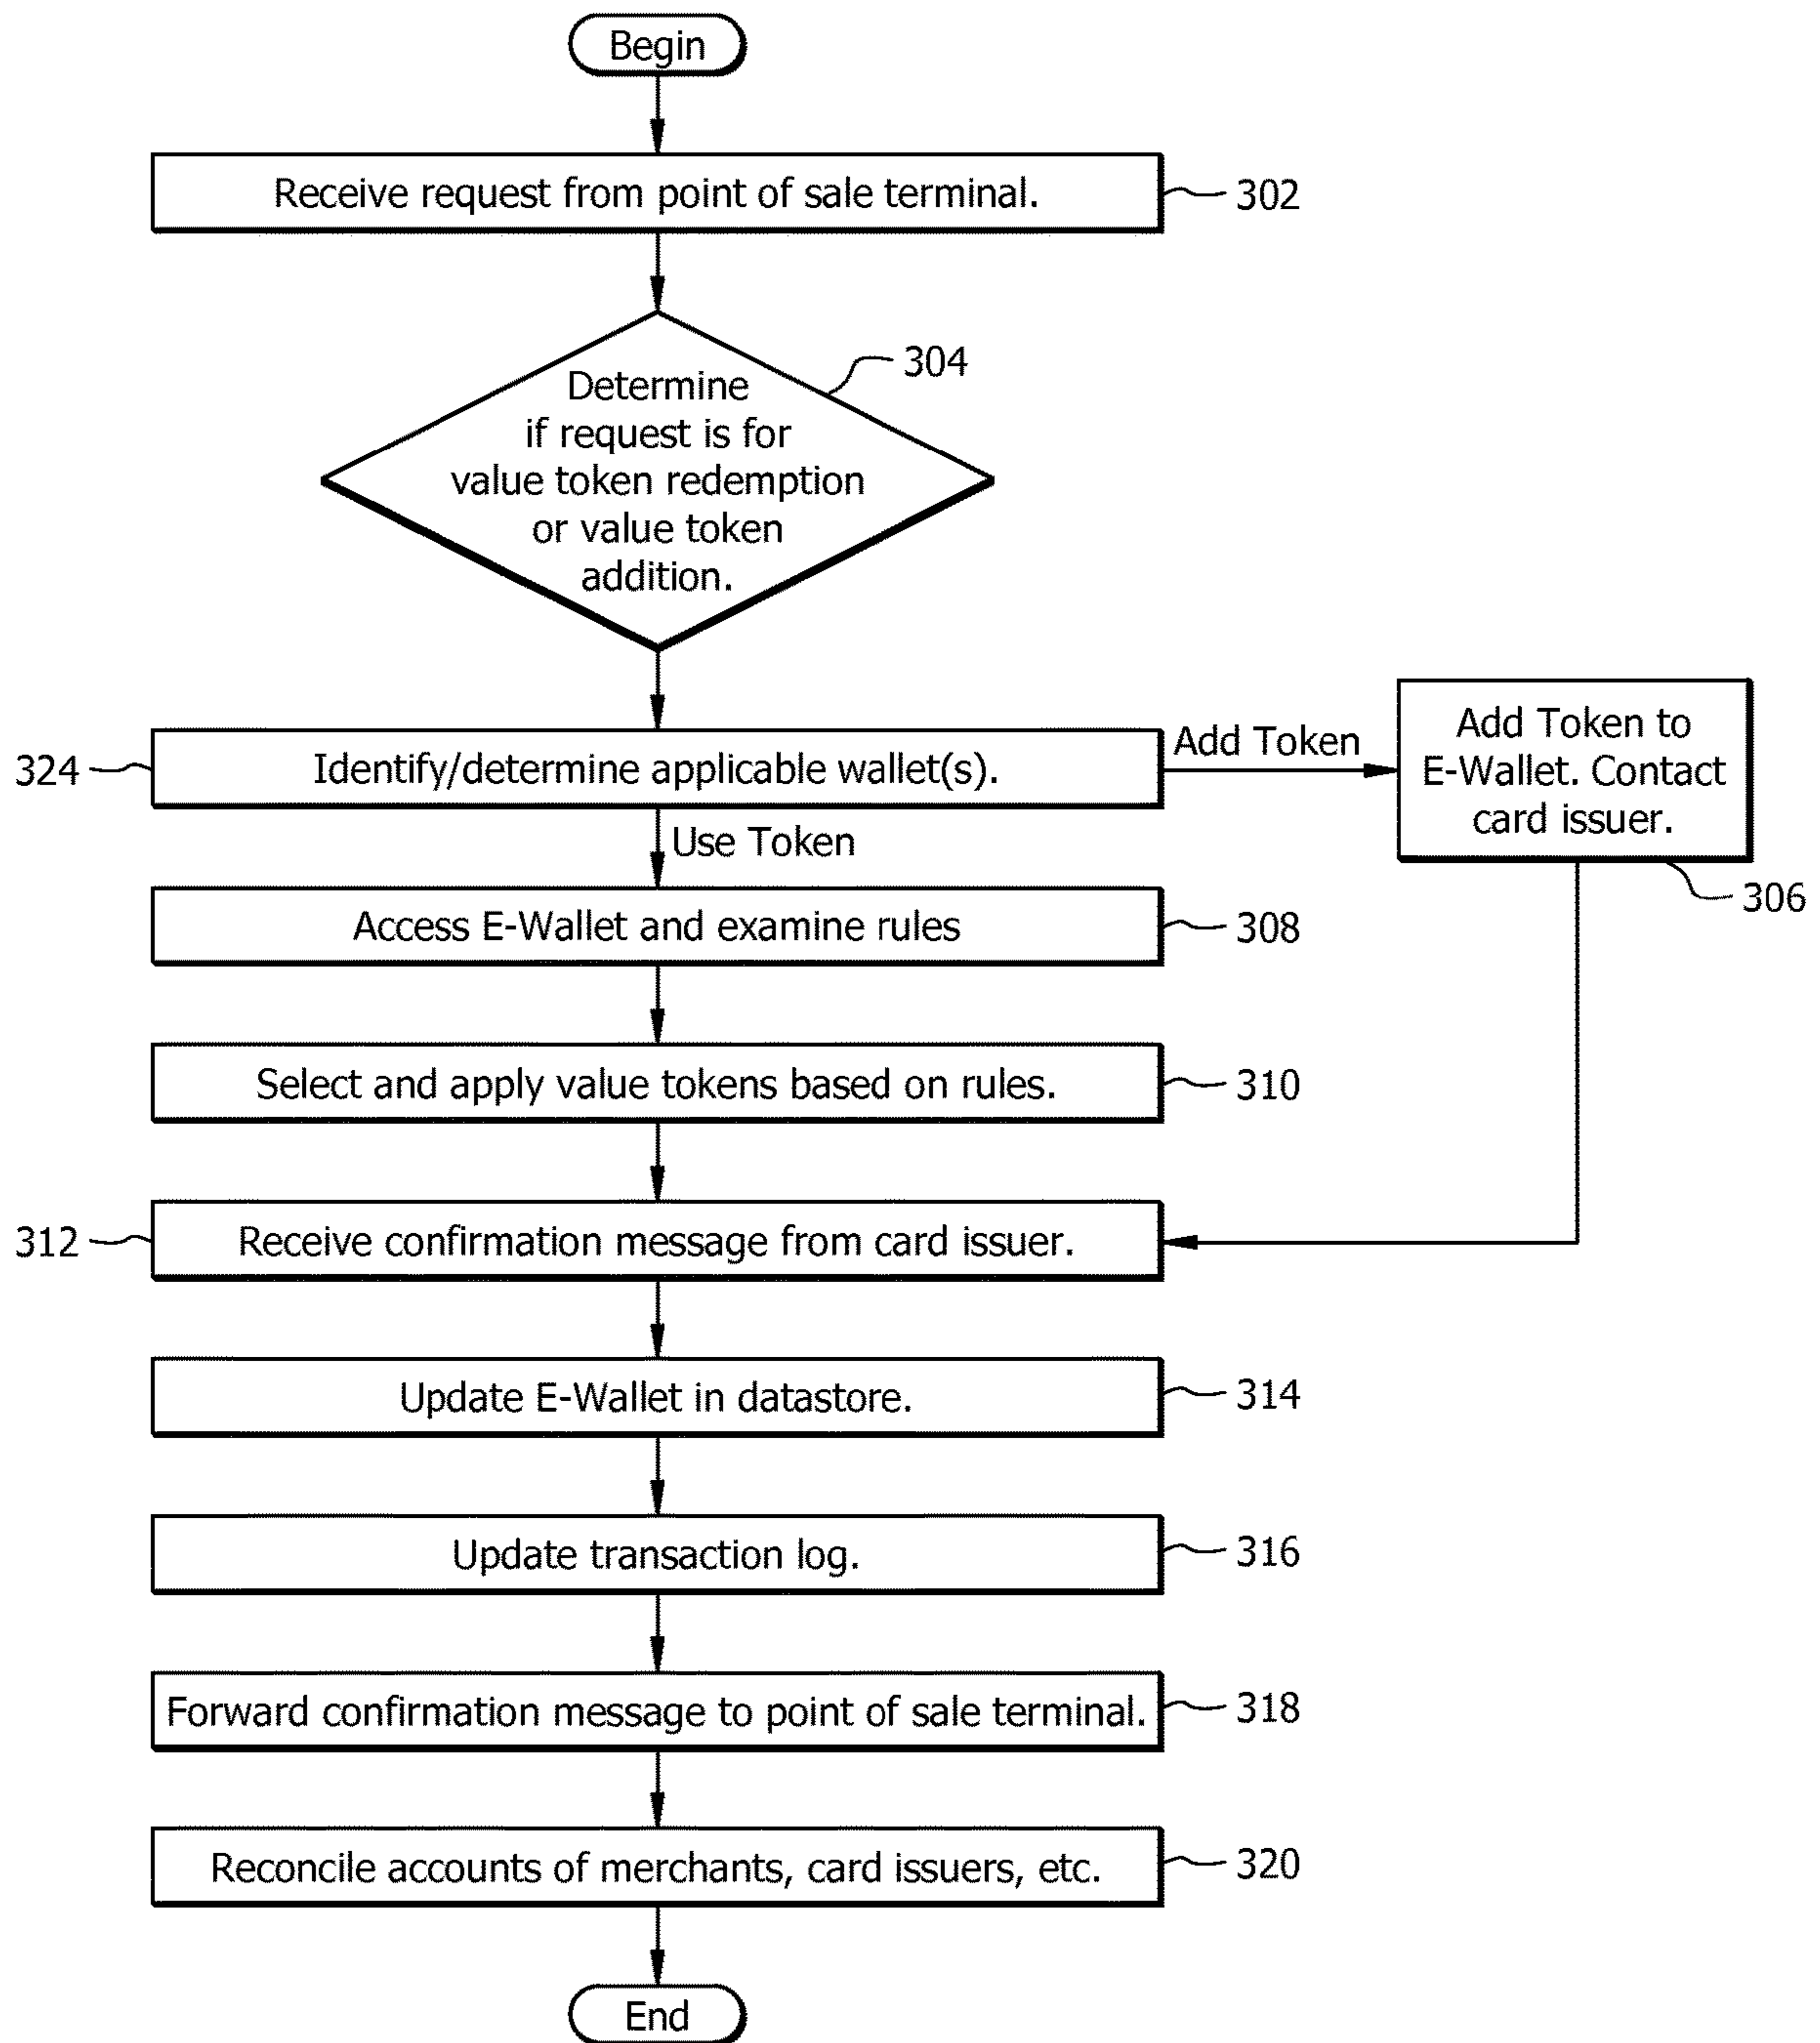 Begin
Receive request from point of sale terminal.
302
304
Determine
if request is for
value token redemption
or value token
addition.
324
Identify/determine applicable wallet(s).
Add Token
Add Token to
E-Wallet. Contact
card issuer.
306
Use Token
Access E-Wallet and examine rules
308
Select and apply value tokens based on rules.
310
312
Receive confirmation message from card issuer.
Update E-Wallet in datastore.
314
Update transaction log.
316
Forward confirmation message to point of sale terminal.
318
Reconcile accounts of merchants, card issuers, etc.
320
End